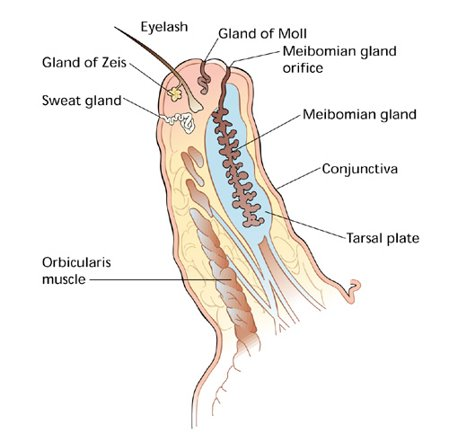 Eyelash
Gland of Moll
Meibomian gland
orifice
Gland of Zeis
Sweat gland
Meibomian gland
Conjunctiva
Tarsal plate
Orbicularis
muscle